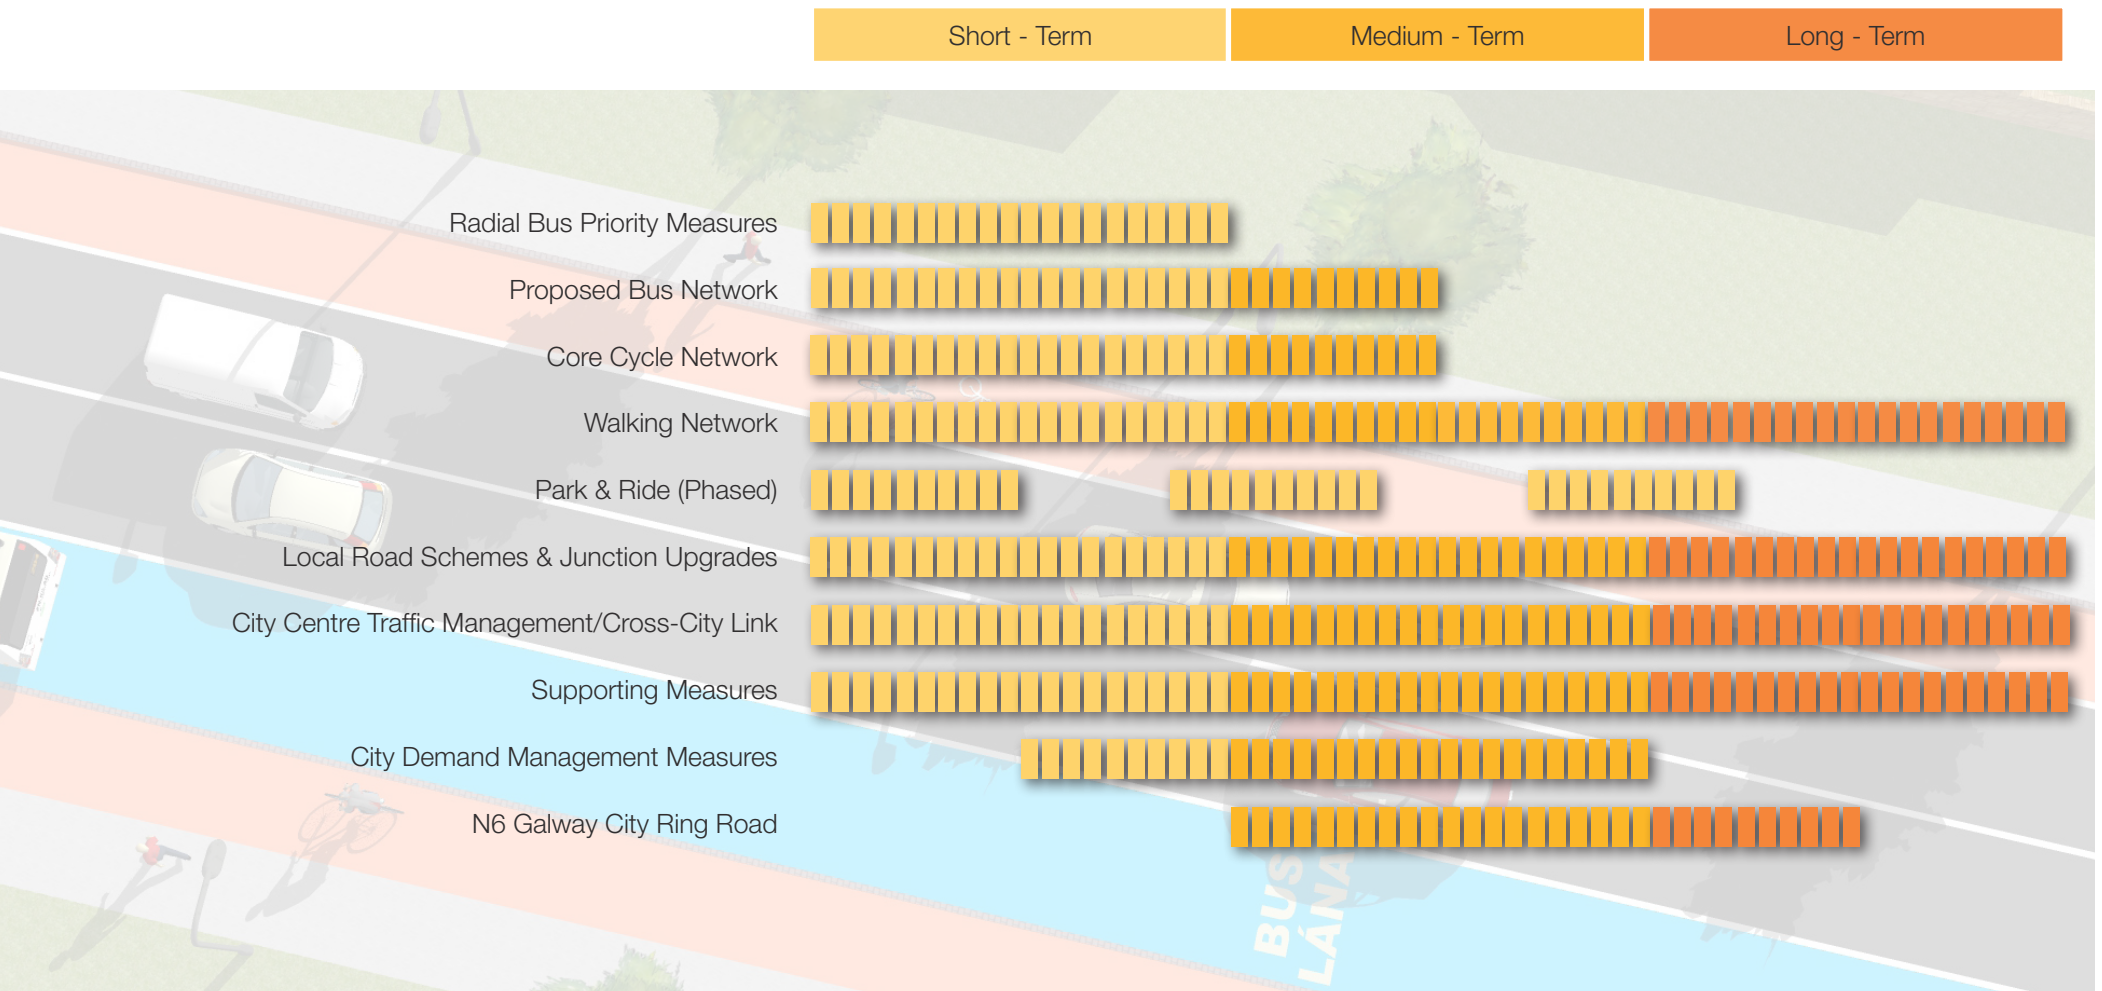 Short - Term
Medium - Term
Long - Term
Radial Bus Priority Measures
Proposed Bus Network
Core Cycle Network
Walking Network
Park & Ride (Phased)
Local Road Schemes & Junction Upgrades
City Centre Traffic Management/Cross-City Link
Supporting Measures
City Demand Management Measures
N6 Galway City Ring Road
BUS
LÁNA